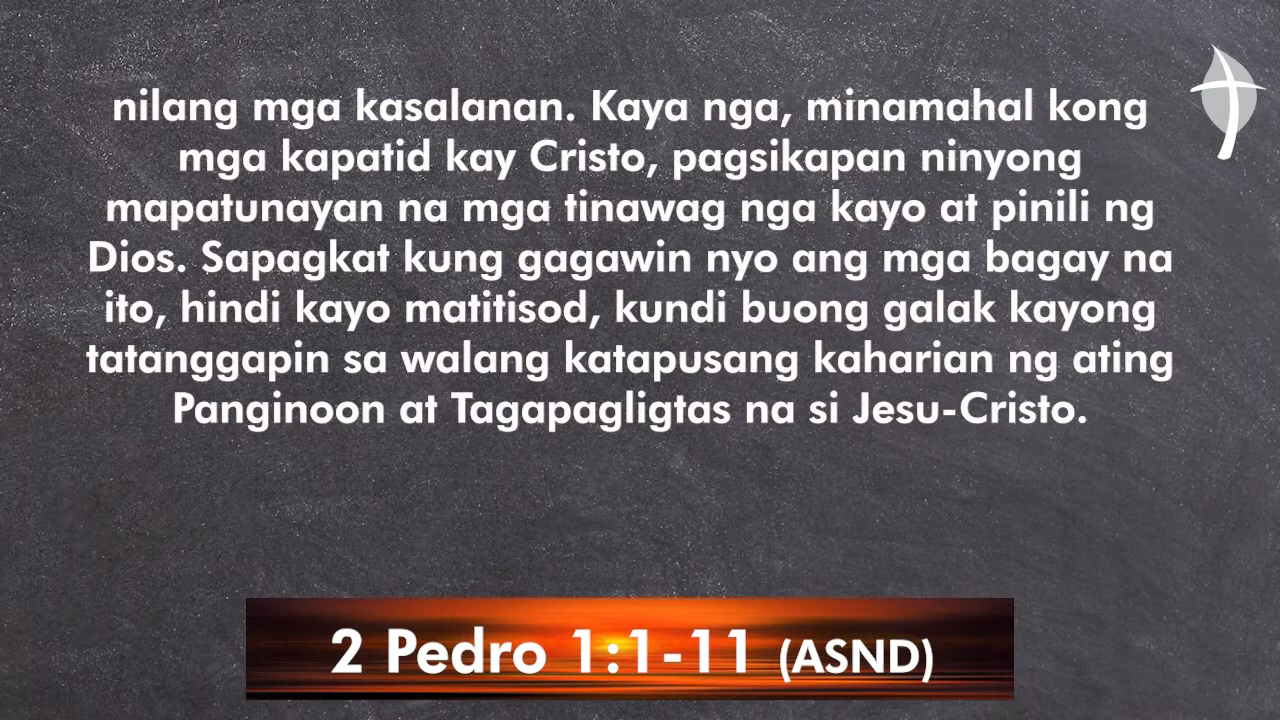 nilang mga kasalanan. Kaya nga, minamahal kong
mga kapatid kay Cristo, pagsikapan ninyong
mapatunayan na mga tinawag nga kayo at pinili ng
Dios. Sapagkat kung gagawin nyo ang mga bagay na
ito, hindi kayo matitisod, kundi buong galak kayong
tatanggapin sa walang katapusang kaharian ng ating
Panginoon at Tagapagligtas na si Jesu-Cristo.
2 Pedro 1:1-11 (ASND)